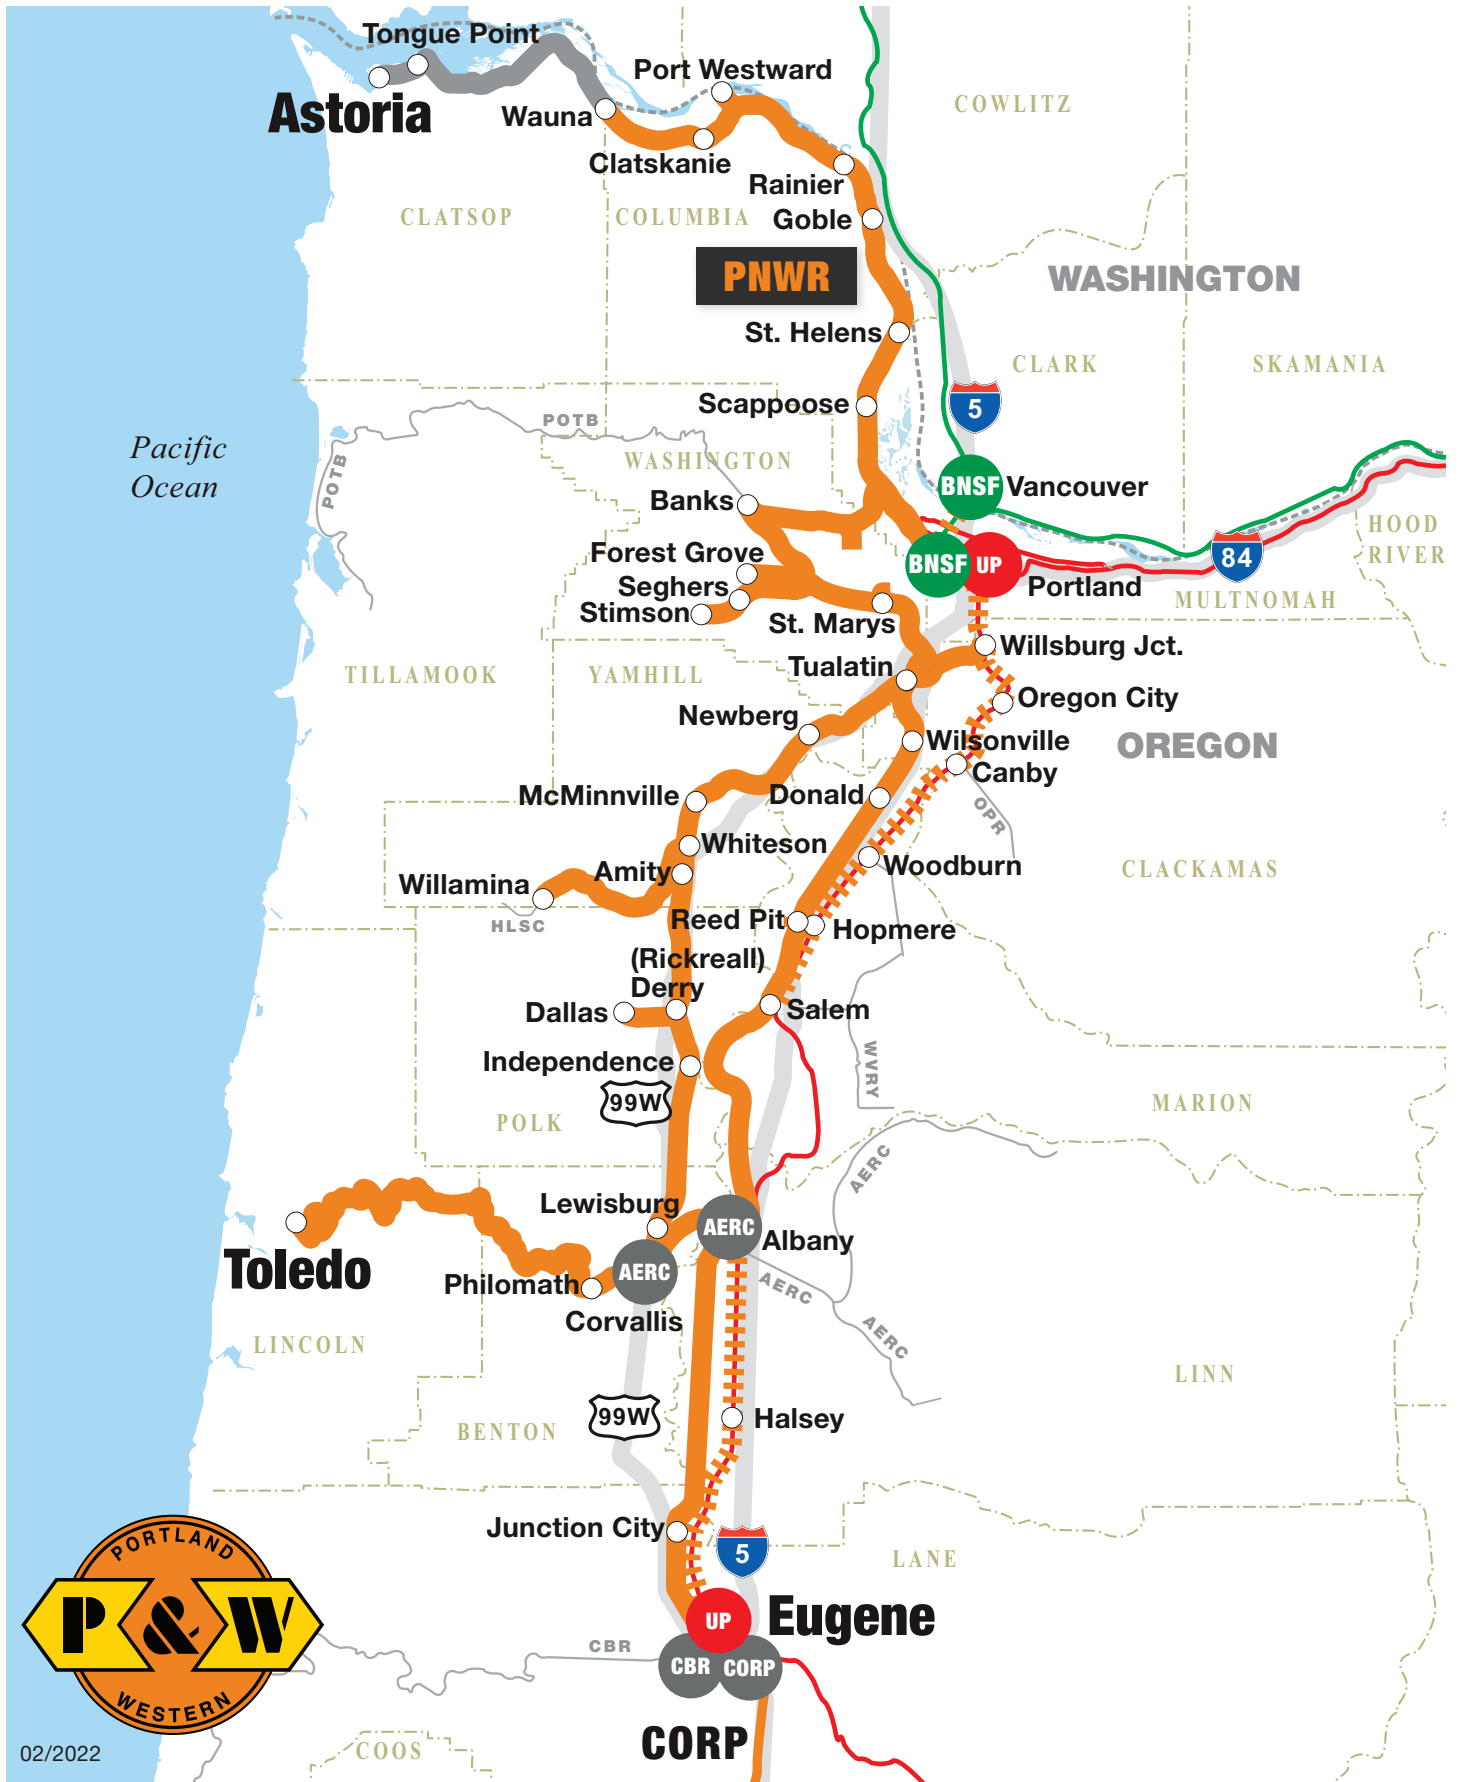 Tongue Point
Astoria
Wauna
Port Westward
Clatskanie
Rainier
Goble
COWLITZ
CLATSOP
COLUMBIA
PNWR
WASHINGTON
St. Helens
CLARK
SKAMANIA
5
Scappoose
POTB
POTB
WASHINGTON
Pacific
Ocean
BNSF
Vancouver
Banks
HOOD
RIVER
Forest Grove
BNSF
UP
84
Seghers
Portland
Stimson
MULTNOMAH
St. Marys
Willsburg Jct.
Tualatin
TILLAMOOK
YAMHILL
Oregon City
Newberg
Wilsonville
OREGON
Canby
McMinnville
Donald
OPR
Whiteson
Woodburn
CLACKAMAS
Amity
Willamina
HLSC
Reed Pit
Hopmere
(Rickreall)
Derry
Dallas
Salem
Independence
WVRY
99W
POLK
MARION
AERC
Lewisburg
AERC
Albany
Toledo
AERC
Philomath
AERC
Corvallis
AERC
LINCOLN
LINN
99W
Halsey
BENTON
Junction City
5
LANE
UP
Eugene
CBR
CBR
CORP
CORP
PORTLAND
P & W
WESTERN
02/2022
COOS